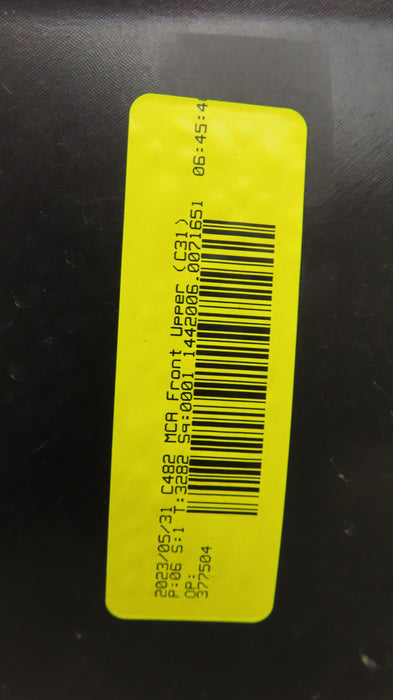 2023/05/31 C482 MCA Front Upper (C31) 06:45:4
P:06 S:1 T:3282 Sq:0001 1442006.0071651
OP:
377504